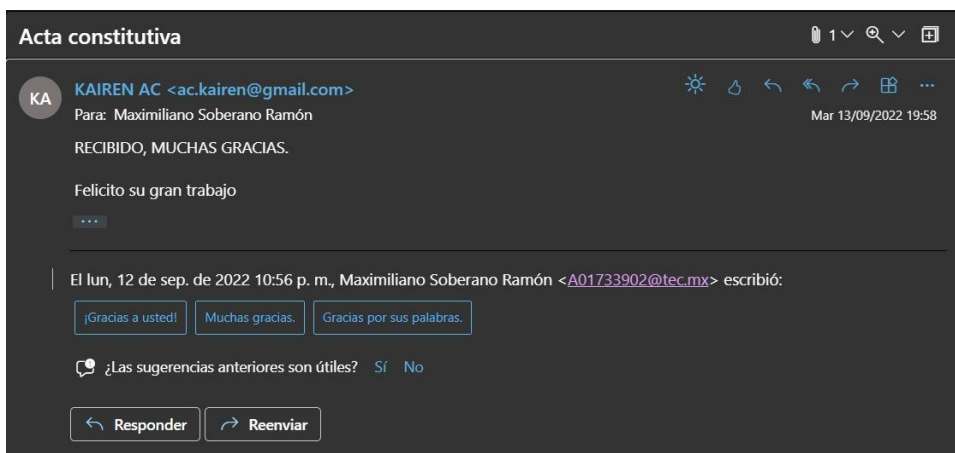 Acta constitutiva
1
KA
KAIREN AC <ac.kairen@gmail.com>
Para: Maximiliano Soberano Ramón
Mar 13/09/2022 19:58
RECIBIDO, MUCHAS GRACIAS.
Felicito su gran trabajo
...
El lun, 12 de sep. de 2022 10:56 p. m., Maximiliano Soberano Ramón <A01733902@tec.mx> escribió:
¡Gracias a usted! Muchas gracias. Gracias por sus palabras.
¿Las sugerencias anteriores son útiles? Sí No
Responder Reenviar